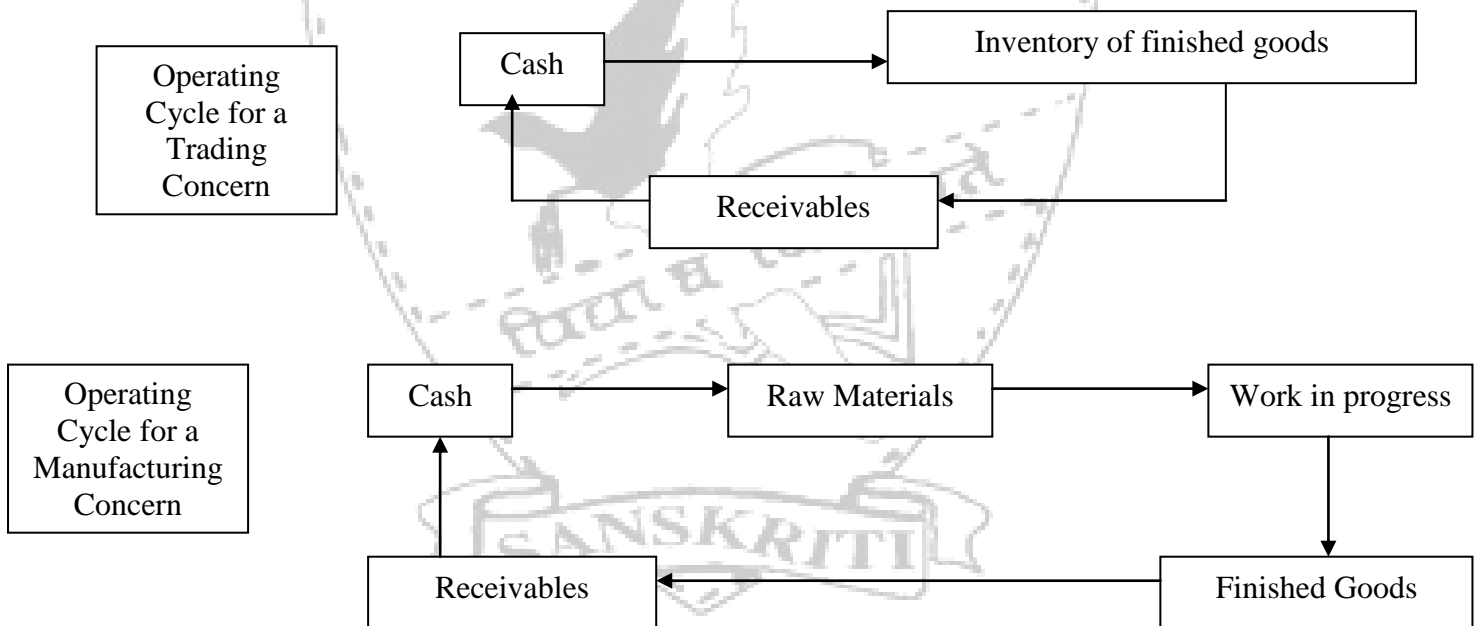 Operating
Cycle for a
Trading
Concern
Cash
Inventory of finished goods
Receivables
Operating
Cycle for a
Manufacturing
Concern
Cash
Raw Materials
Work in progress
Receivables
Finished Goods
SANSKRITI